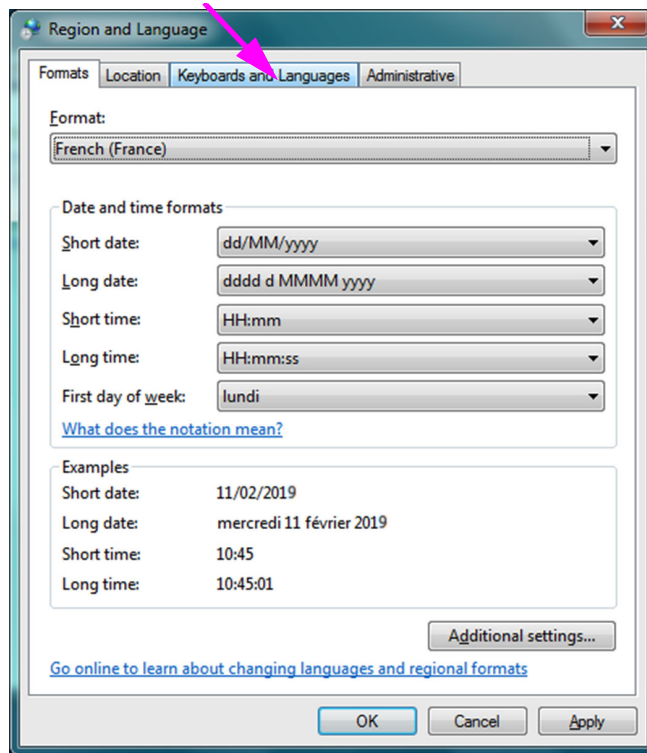 Region and Language
Formats Location Keyboards and Languages Administrative
Format:
French (France)
Date and time formats
Short date: dd/MM/yyyy
Long date: dddd d MMMM yyyy
Short time: HH:mm
Long time: HH:mm:ss
First day of week: lundi
What does the notation mean?
Examples
Short date: 11/02/2019
Long date: mercredi 11 février 2019
Short time: 10:45
Long time: 10:45:01
Additional settings...
Go online to learn about changing languages and regional formats
OK Cancel Apply